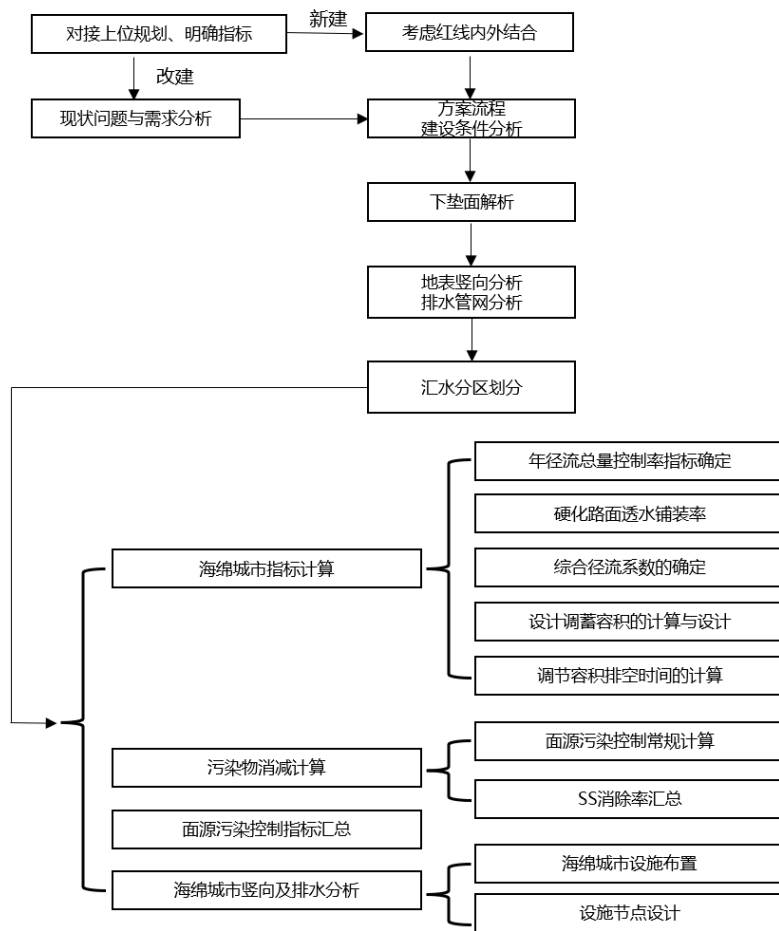 对接上位规划、明确指标
新建
考虑红线内外结合
改建
现状问题与需求分析
方案流程
建设条件分析
下垫面解析
地表竖向分析
排水管网分析
汇水分区划分
年径流总量控制率指标确定
硬化路面透水铺装率
海绵城市指标计算
综合径流系数的确定
设计调蓄容积的计算与设计
调节容积排空时间的计算
面源污染控制常规计算
污染物消减计算
SS消除率汇总
面源污染控制指标汇总
海绵城市设施布置
海绵城市竖向及排水分析
设施节点设计